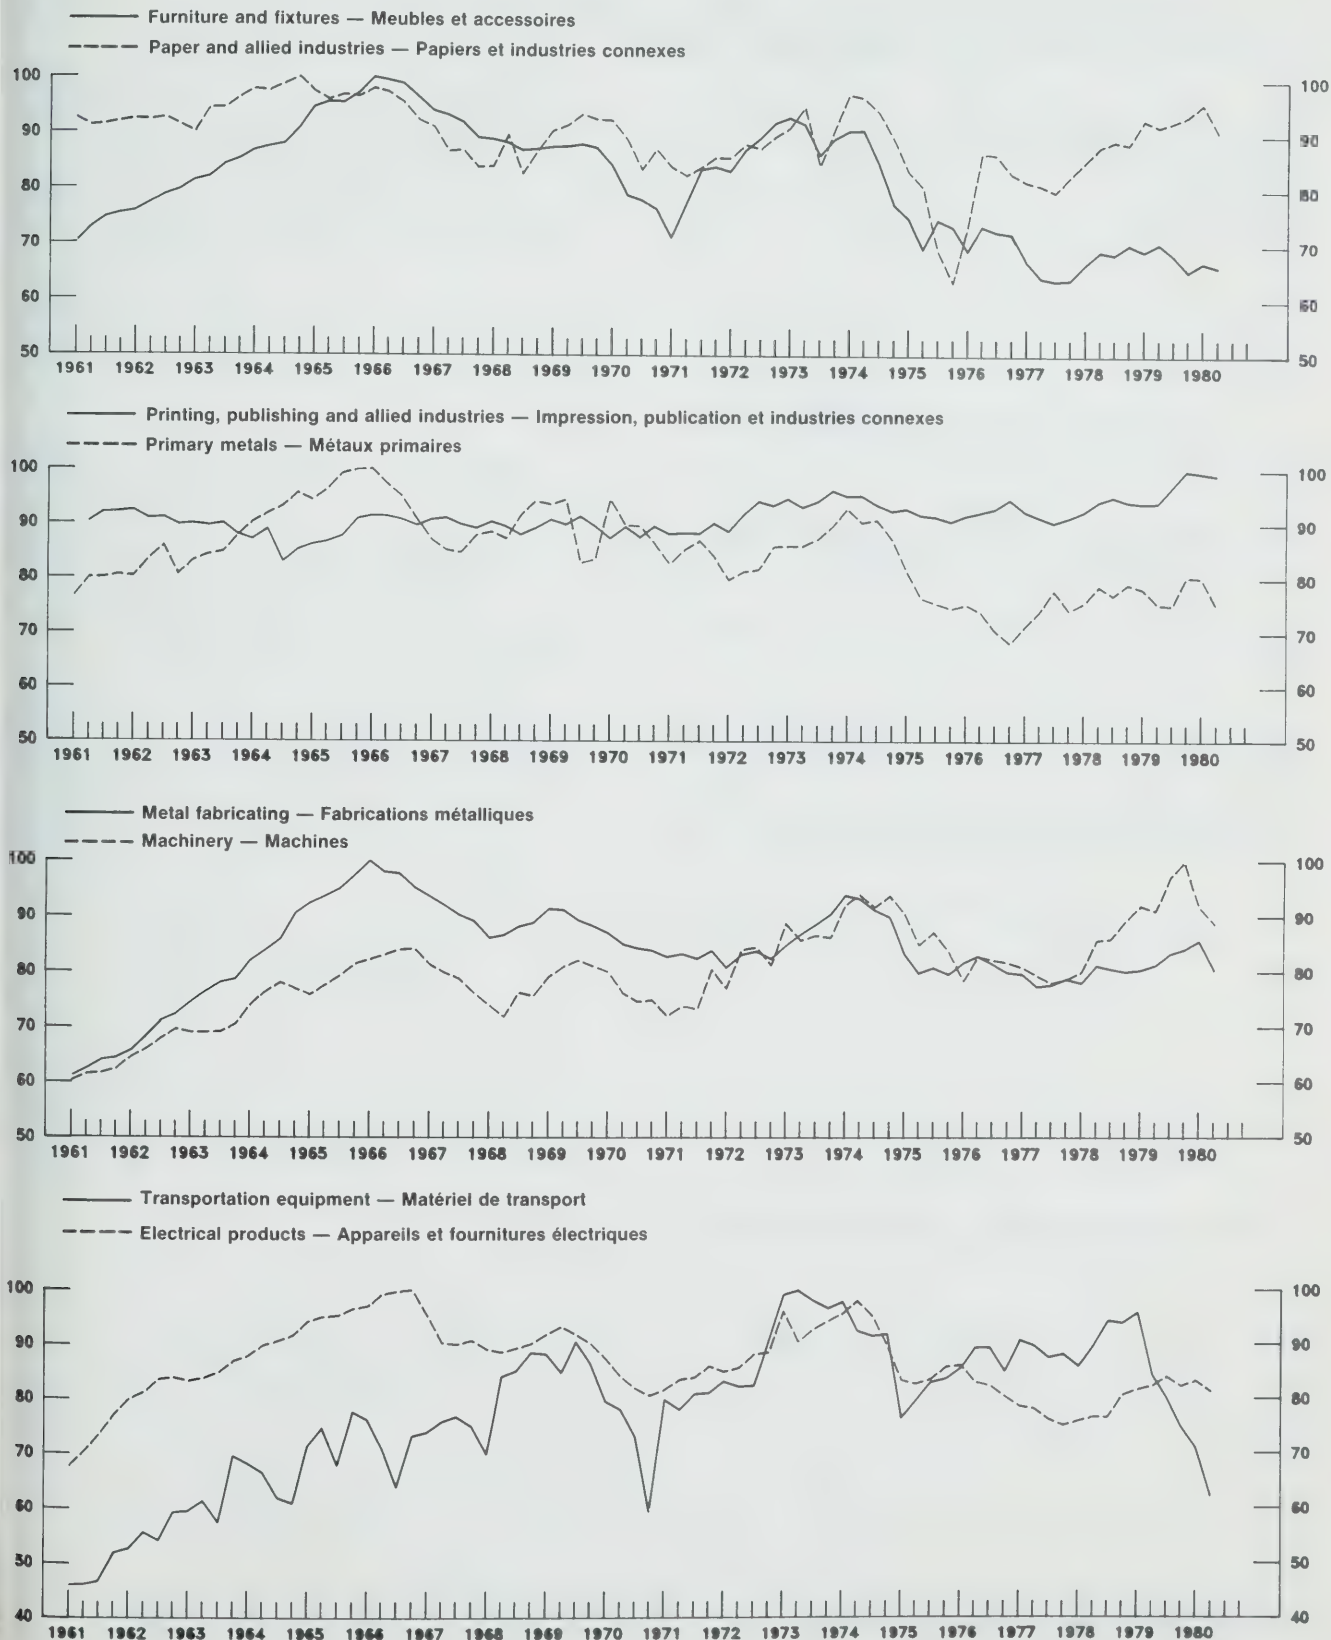 Furniture and fixtures — Meubles et accessoires
Paper and allied industries — Papiers et industries connexes
100 100
90 90
80 80
70 70
60 60
50 50
1961 1962 1963 1964 1965 1966 1967 1968 1969 1970 1971 1972 1973 1974 1975 1976 1977 1978 1979 1980
Printing, publishing and allied industries — Impression, publication et industries connexes
Primary metals — Métaux primaires
100 100
90 90
80 80
70 70
60 60
50 50
1961 1962 1963 1964 1965 1966 1967 1968 1969 1970 1971 1972 1973 1974 1975 1976 1977 1978 1979 1980
Metal fabricating — Fabrications métalliques
Machinery — Machines
100 100
90 90
80 80
70 70
60 60
50 50
1961 1962 1963 1964 1965 1966 1967 1968 1969 1970 1971 1972 1973 1974 1975 1976 1977 1978 1979 1980
Transportation equipment — Matériel de transport
Electrical products — Appareils et fournitures électriques
100 100
90 90
80 80
70 70
60 60
50 50
40 40
1961 1962 1963 1964 1965 1966 1967 1968 1969 1970 1971 1972 1973 1974 1975 1976 1977 1978 1979 1980